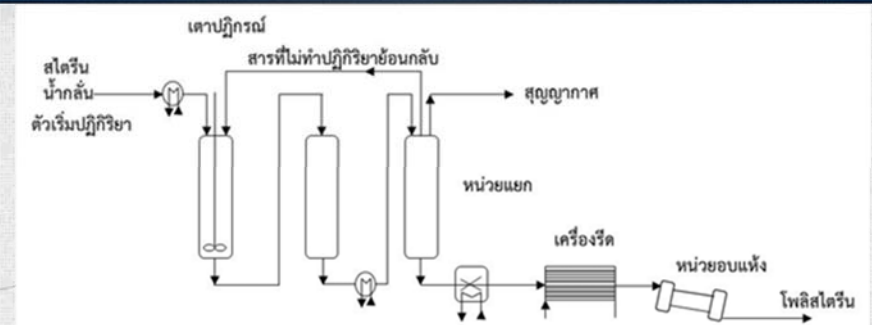 เตาปฏิกรณ์
สารที่ไม่ทำปฏิกิริยาย้อนกลับ
สไตรีน
น้ำกลั่น
ตัวเริ่มปฏิกิริยา
สุญญากาศ
หน่วยแยก
เครื่องรีด
หน่วยอบแห้ง
โพลิสไตรีน